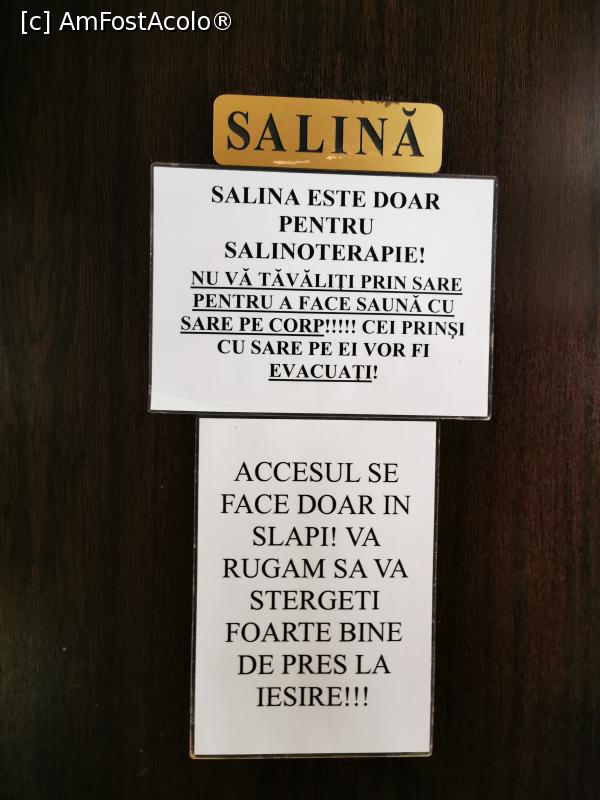 [c] AmFostAcolo®
SALINĂ
SALINA ESTE DOAR
PENTRU
SALINOTERAPIE!
NU VĂ TĂVĂLIȚI PRIN SARE
PENTRU A FACE SAUNĂ CU
SARE PE CORP!!!!! CEI PRINŞI
CU SARE PE EI VOR FI
EVACUAȚI!
ACCESUL SE
FACE DOAR IN
SLAPI! VA
RUGAM SA VA
STERGETI
FOARTE BINE
DE PRES LA
IESIRE!!!